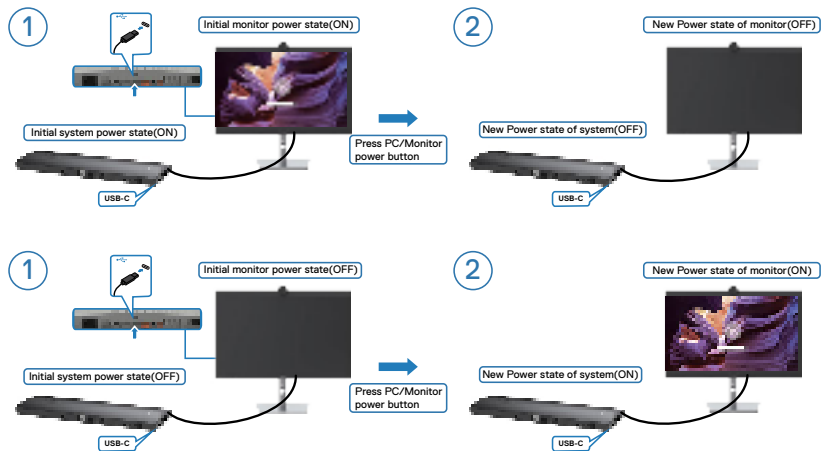 1
Initial monitor power state(ON)
Initial system power state(ON)
USB-C
Press PC/Monitor
power button
2
New Power state of monitor(OFF)
New Power state of system(OFF)
USB-C
1
Initial monitor power state(OFF)
Initial system power state(OFF)
USB-C
Press PC/Monitor
power button
2
New Power state of monitor(ON)
New Power state of system(ON)
USB-C